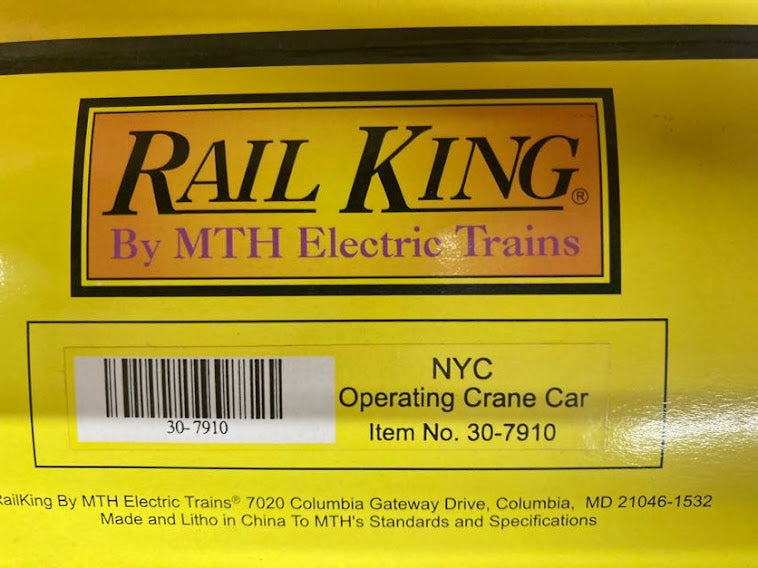 RAIL KING®
By MTH Electric Trains
NYC
Operating Crane Car
Item No. 30-7910
30-7910
RailKing By MTH Electric Trains® 7020 Columbia Gateway Drive, Columbia, MD 21046-1532
Made and Litho in China To MTH's Standards and Specifications